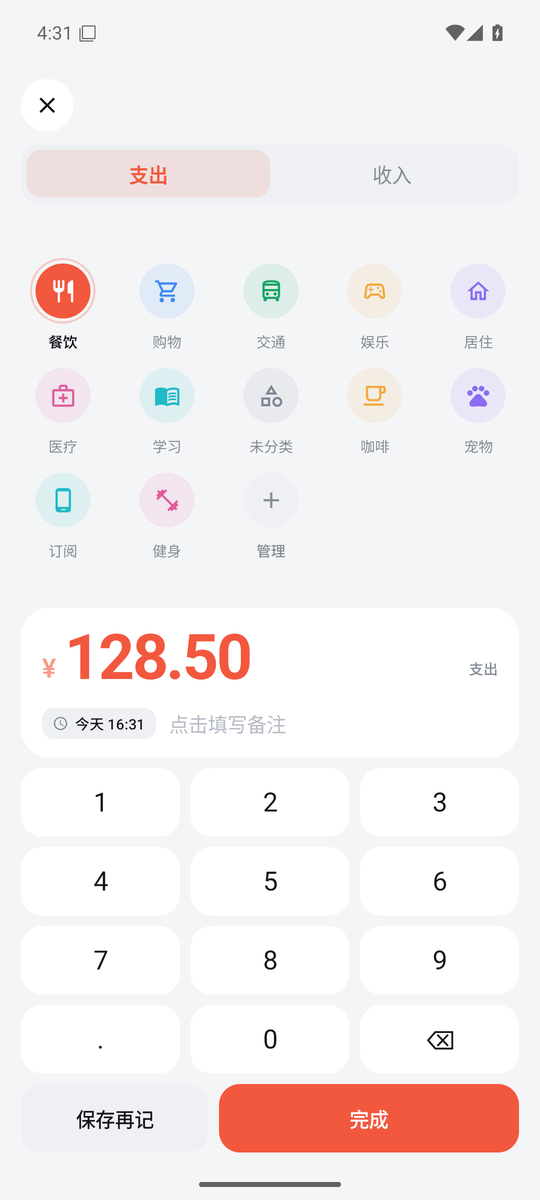 4:31
支出
收入
餐饮
购物
交通
娱乐
居住
医疗
学习
未分类
咖啡
宠物
订阅
健身
管理
¥ 128.50
支出
今天 16:31
点击填写备注
1
2
3
4
5
6
7
8
9
.
0
保存再记
完成